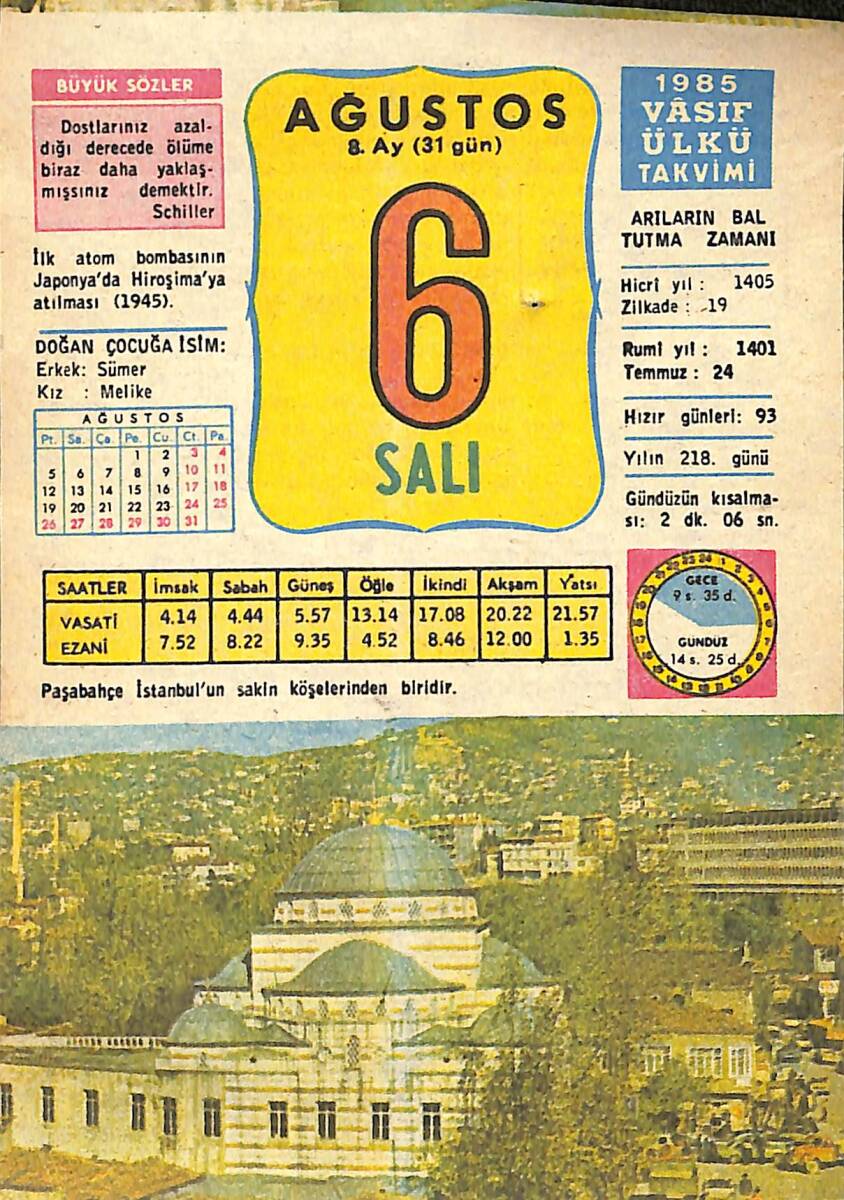 BÜYÜK SÖZLER
Dostlarınız azal-
dığı derecede ölüme
biraz daha yaklaş-
mışsınız demektir.
Schiller
İlk atom bombasının
Japonya'da Hiroşima'ya
atılması (1945).
DOĞAN ÇOCUĞA İSİM:
Erkek: Sümer
Kız : Melike
AĞUSTOS
Pt. Sa. Ça. Pe. Cu. Ct. Pa.
1 2 3 4
5 6 7 8 9 10 11
12 13 14 15 16 17 18
19 20 21 22 23 24 25
26 27 28 29 30 31
AĞUSTOS
8. Ay (31 gün)
6
SALI
1985
VÂSIF
ÜLKÜ
TAKVİMİ
ARILARIN BAL
TUTMA ZAMANI
Hicrî yıl : 1405
Zilkade : 19
Rumî yıl : 1401
Temmuz : 24
Hızır günleri: 93
Yılın 218. günü
Gündüzün kısalma-
sı: 2 dk. 06 sn.
SAATLER İmsak Sabah Güneş Öğle İkindi Akşam Yatsı
VASATİ 4.14 4.44 5.57 13.14 17.08 20.22 21.57
EZANİ 7.52 8.22 9.35 4.52 8.46 12.00 1.35
GECE
9 s. 35 d.
GÜNDÜZ
14 s. 25 d.
Paşabahçe İstanbul'un sakin köşelerinden biridir.